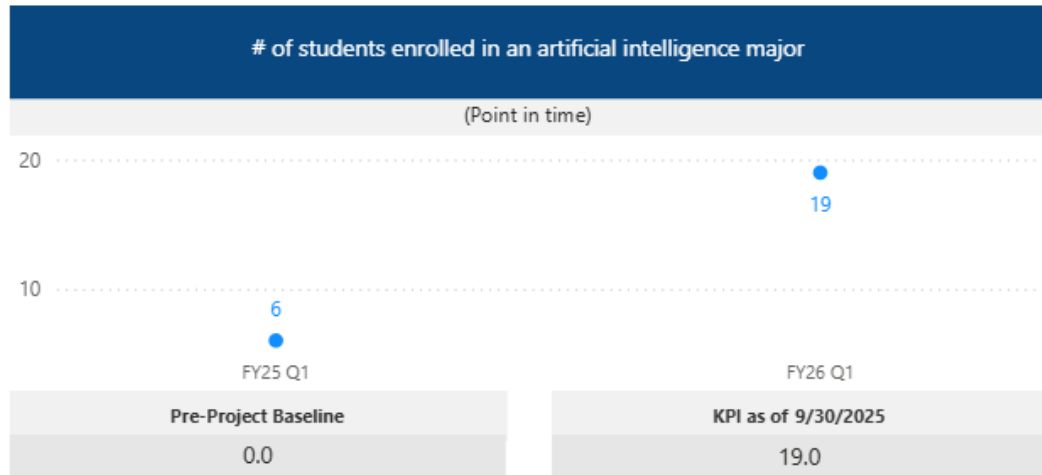 # of students enrolled in an artificial intelligence major
(Point in time)
20
19
10
6
FY25 Q1 FY26 Q1
Pre-Project Baseline KPI as of 9/30/2025
0.0 19.0